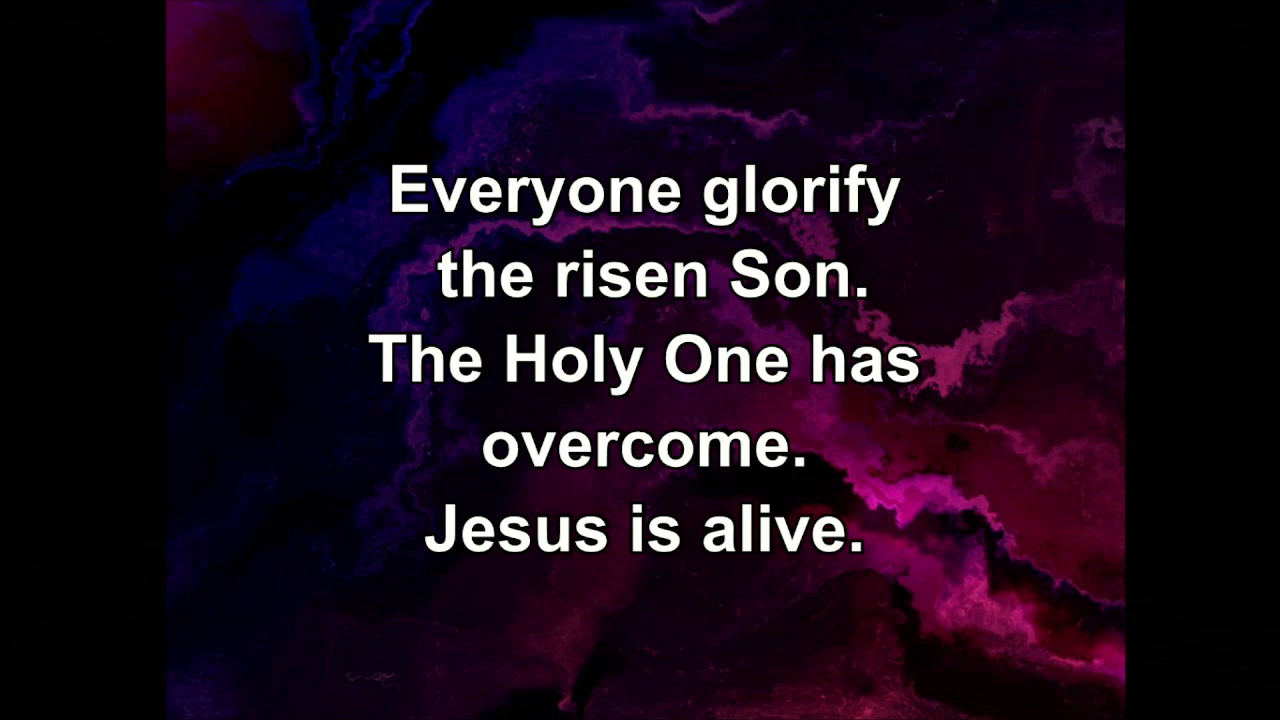 Everyone glorify
the risen Son.
The Holy One has
overcome.
Jesus is alive.